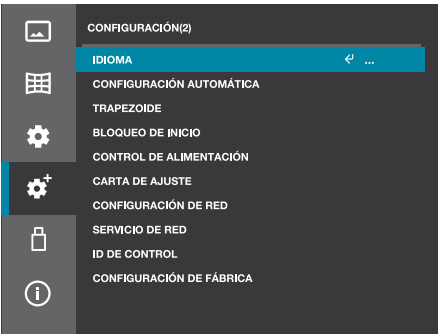 CONFIGURACIÓN(2)
IDIOMA ...
CONFIGURACIÓN AUTOMÁTICA
TRAPEZOIDE
BLOQUEO DE INICIO
CONTROL DE ALIMENTACIÓN
CARTA DE AJUSTE
CONFIGURACIÓN DE RED
SERVICIO DE RED
ID DE CONTROL
CONFIGURACIÓN DE FÁBRICA